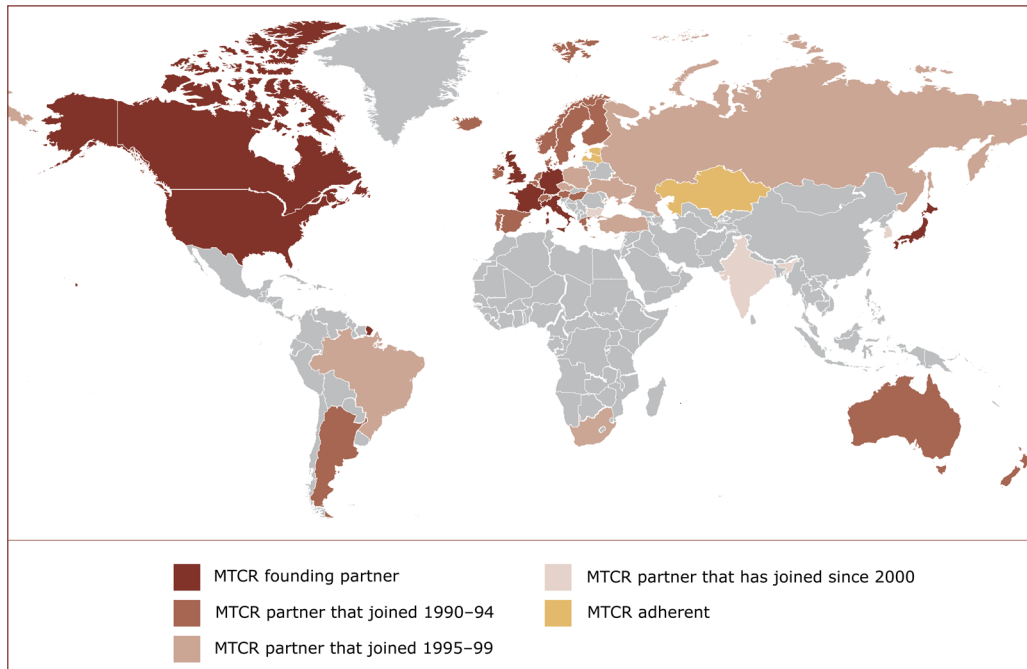 MTCR founding partner
MTCR partner that joined 1990–94
MTCR partner that joined 1995–99
MTCR partner that has joined since 2000
MTCR adherent